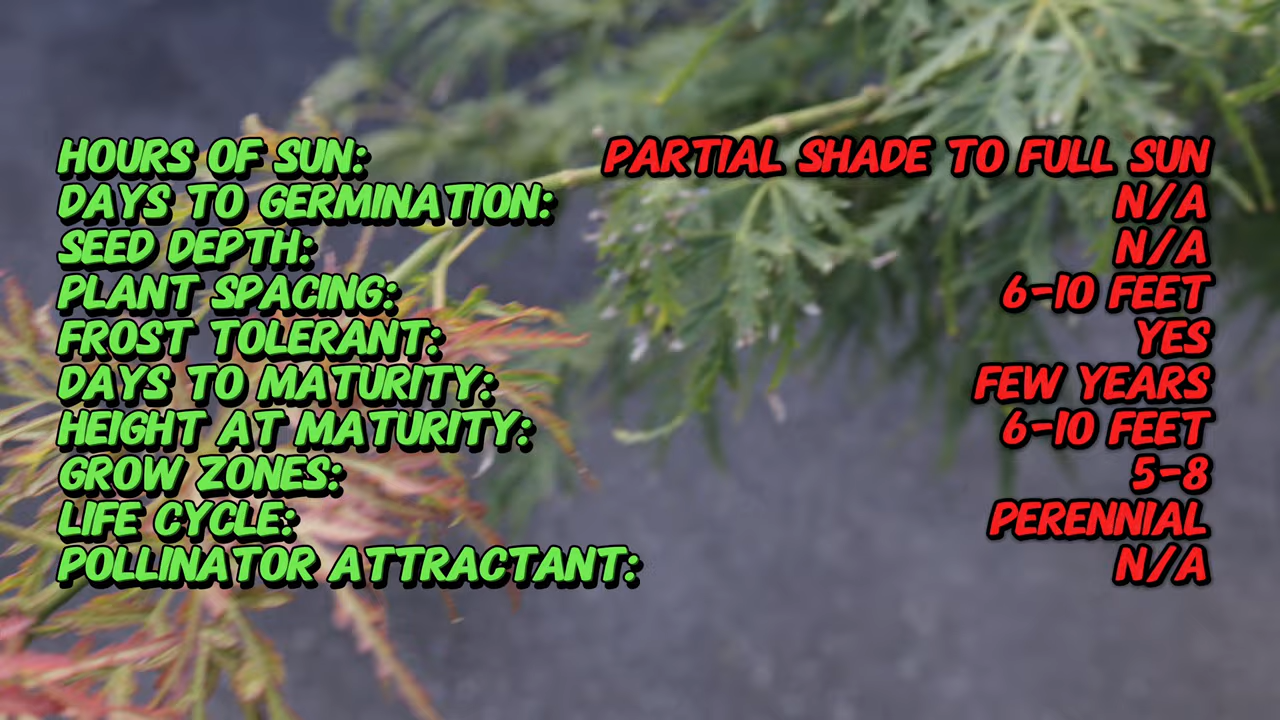 HOURS OF SUN: PARTIAL SHADE TO FULL SUN
DAYS TO GERMINATION: N/A
SEED DEPTH: N/A
PLANT SPACING: 6-10 FEET
FROST TOLERANT: YES
DAYS TO MATURITY: FEW YEARS
HEIGHT AT MATURITY: 6-10 FEET
GROW ZONES: 5-8
LIFE CYCLE: PERENNIAL
POLLINATOR ATTRACTANT: N/A